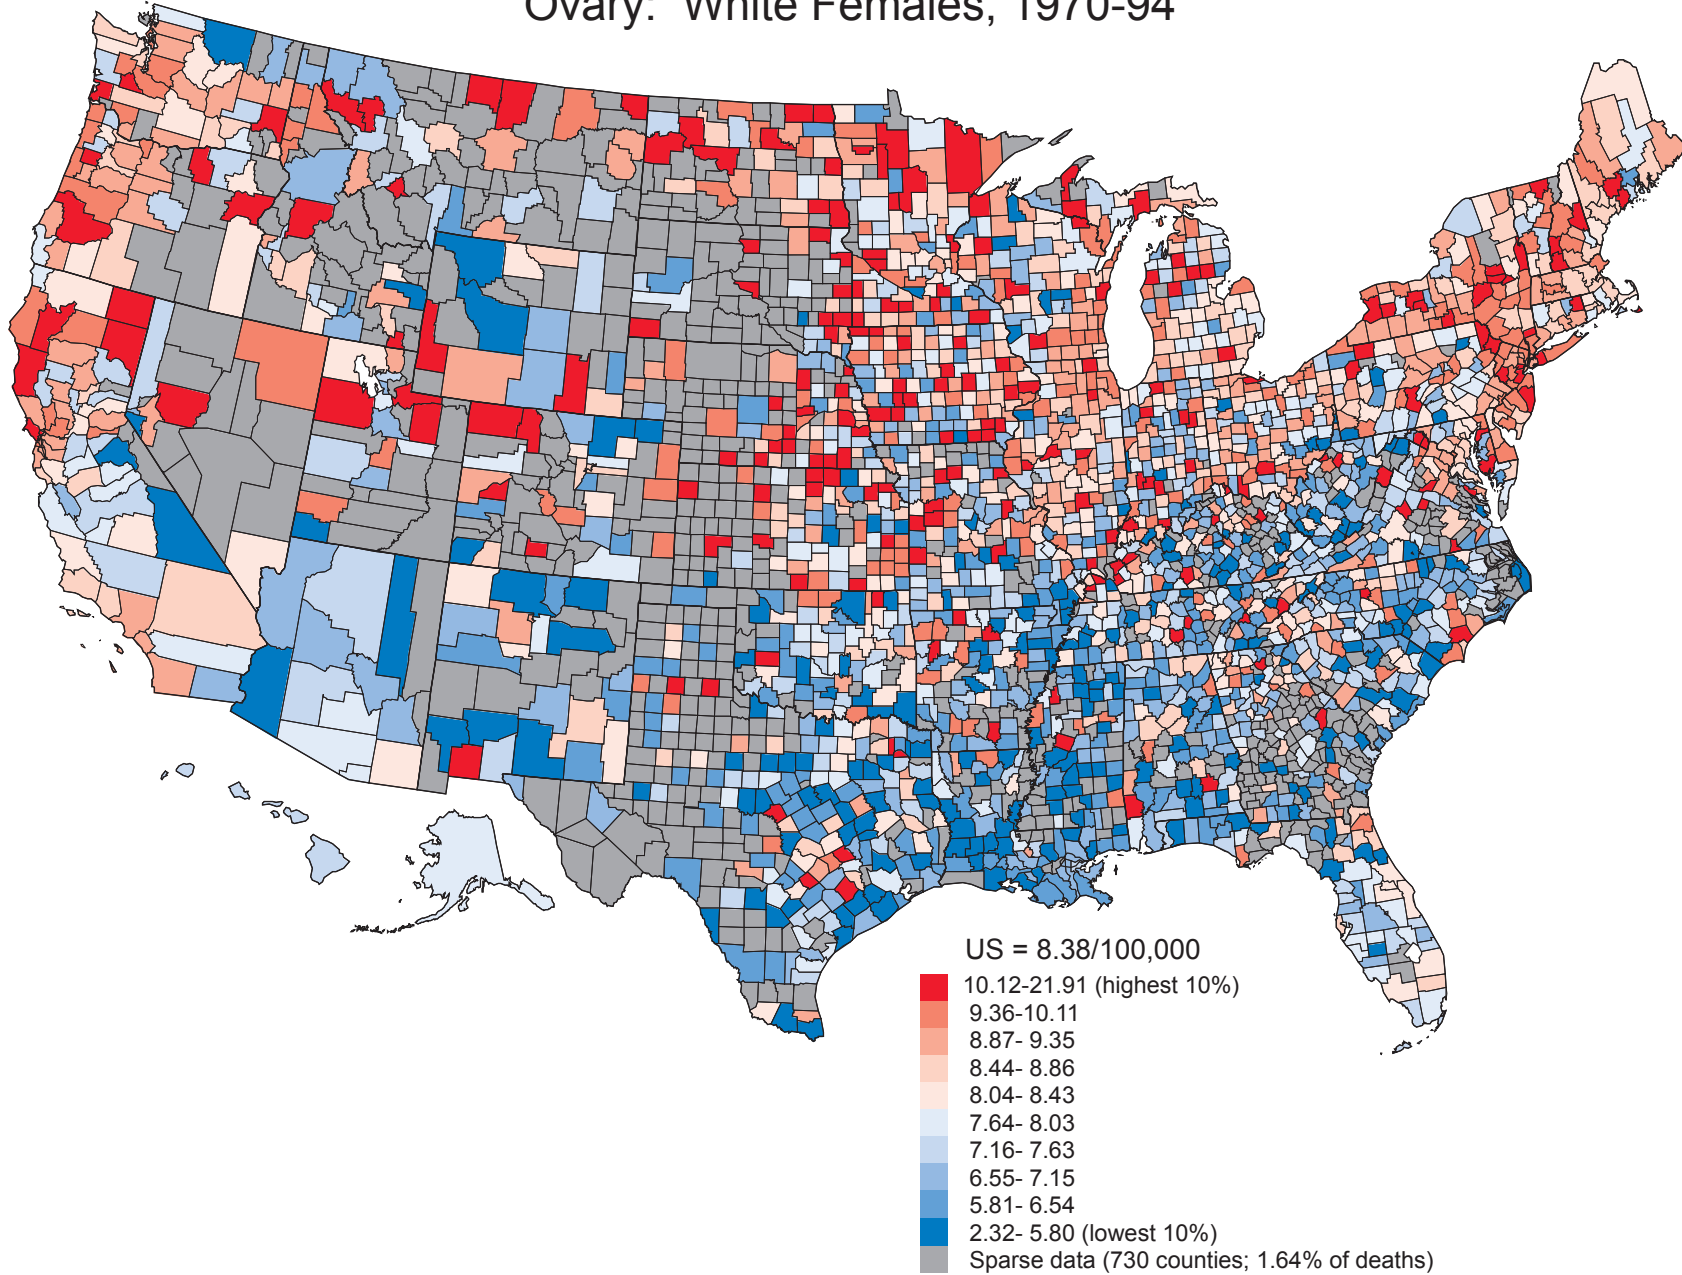 Ovary: White Females, 1970-94
US = 8.38/100,000
10.12-21.91 (highest 10%)
9.36-10.11
8.87- 9.35
8.44- 8.86
8.04- 8.43
7.64- 8.03
7.16- 7.63
6.55- 7.15
5.81- 6.54
2.32- 5.80 (lowest 10%)
Sparse data (730 counties; 1.64% of deaths)